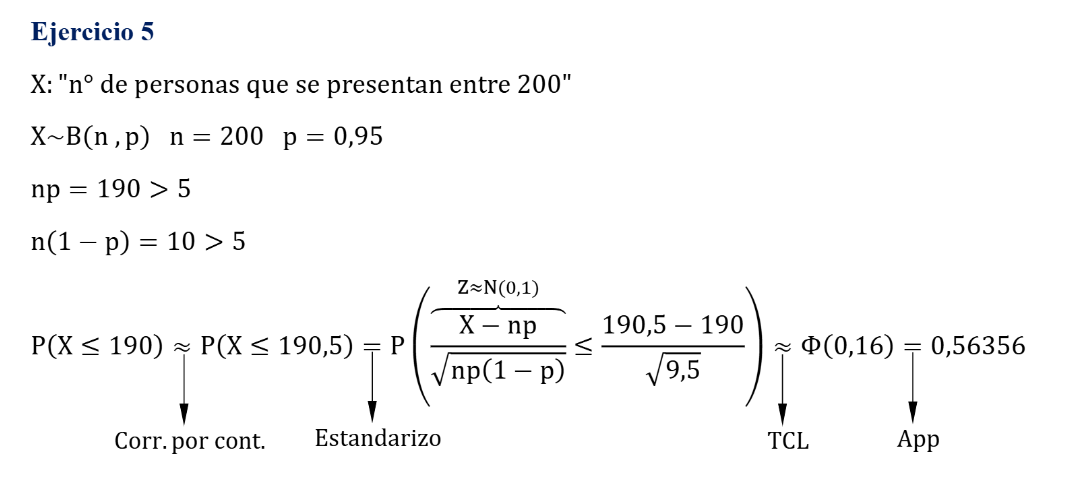 Ejercicio 5
X: "n° de personas que se presentan entre 200"
X~B(n , p) n = 200 p = 0,95
np = 190 > 5
n(1 − p) = 10 > 5
P(X ≤ 190) ≈ P(X ≤ 190,5) = P( (X − np)/√(np(1 − p)) ≤ (190,5 − 190)/√9,5 ) ≈ Φ(0,16) = 0,56356
Z≈N(0,1)
Corr. por cont. Estandarizo TCL App